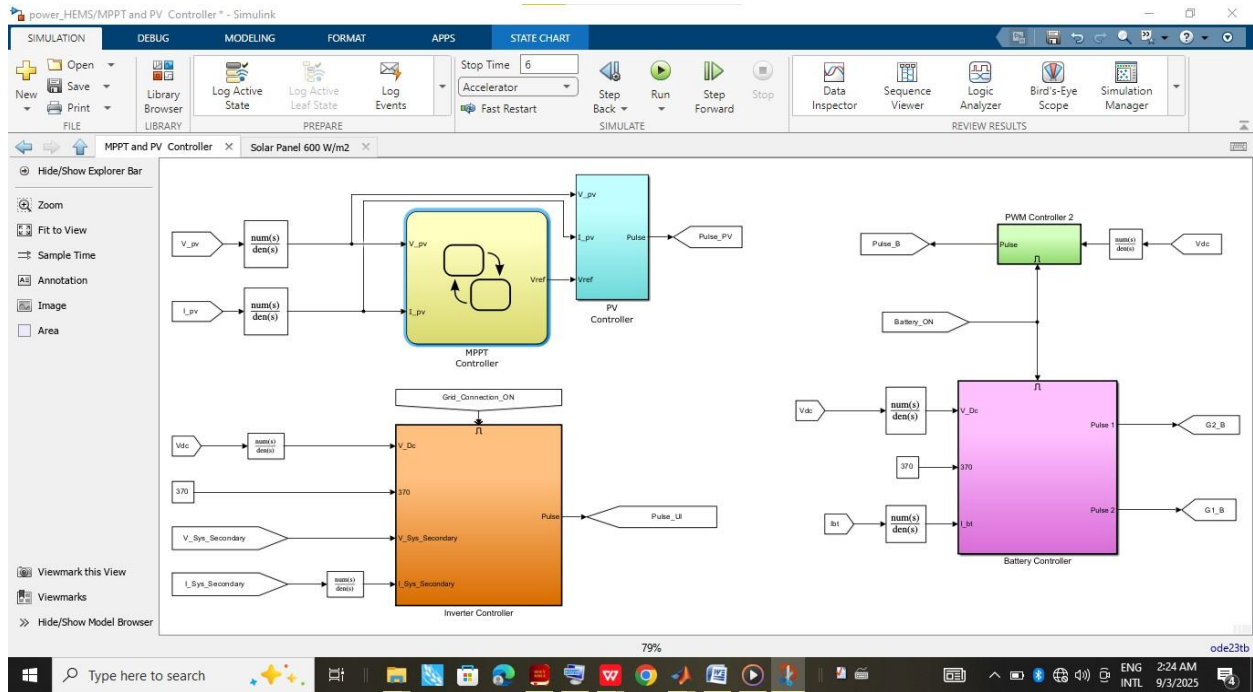 power_HEMS/MPPT and PV Controller * - Simulink
SIMULATION DEBUG MODELING FORMAT APPS STATE CHART
New
Open
Save
Print
FILE
Library Browser
LIBRARY
Log Active State
Log Active Leaf State
Log Events
PREPARE
Stop Time 6
Accelerator
Fast Restart
Step Back
Run
Step Forward
Stop
SIMULATE
Data Inspector
Sequence Viewer
Logic Analyzer
Bird's-Eye Scope
Simulation Manager
REVIEW RESULTS
MPPT and PV Controller × Solar Panel 600 W/m2 ×
Hide/Show Explorer Bar
Zoom
Fit to View
Sample Time
Annotation
Image
Area
Viewmark this View
Viewmarks
Hide/Show Model Browser
V_pv
num(s)
den(s)
I_pv
num(s)
den(s)
V_pv
I_pv
Vref
MPPT
Controller
V_pv
I_pv
Vref
Pulse
PV
Controller
Pulse_PV
Grid_Connection_ON
Vdc
num(s)
den(s)
370
V_Sys_Secondary
I_Sys_Secondary
num(s)
den(s)
V_Dc
370
V_Sys_Secondary
I_Sys_Secondary
Pulse
Inverter Controller
Pulse_UI
PWM Controller 2
Pulse_B
Pulse
num(s)
den(s)
Vdc
Battery_ON
Vdc
num(s)
den(s)
370
Ibt
num(s)
den(s)
V_Dc
370
I_bt
Pulse 1
Pulse 2
Battery Controller
G2_B
G1_B
79%
ode23tb
Type here to search
W
ENG
INTL
2:24 AM
9/3/2025
4